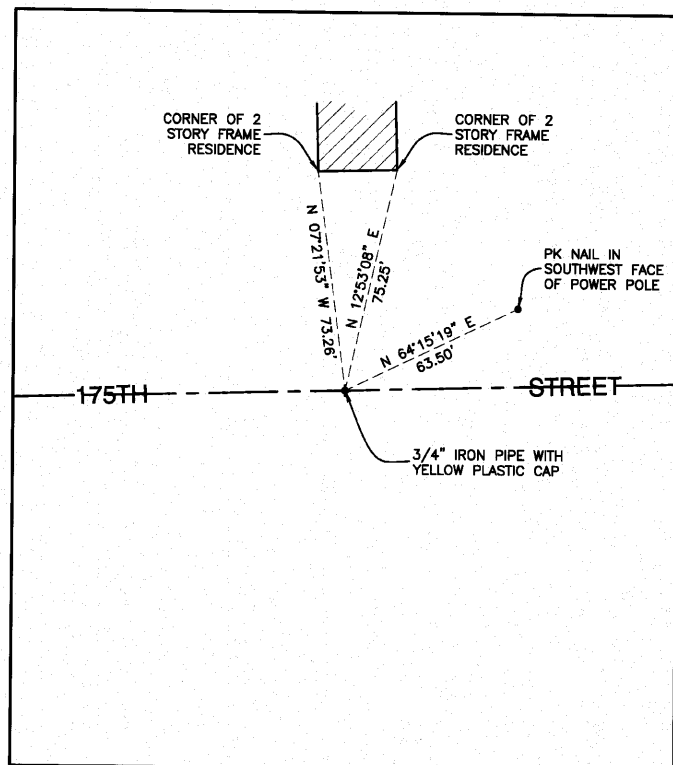 CORNER OF 2
STORY FRAME
RESIDENCE
CORNER OF 2
STORY FRAME
RESIDENCE
N 07°21'53" W 73.26'
N 12°53'08" E
75.25'
PK NAIL IN
SOUTHWEST FACE
OF POWER POLE
N 64°15'19" E
63.50'
175TH STREET
3/4" IRON PIPE WITH
YELLOW PLASTIC CAP